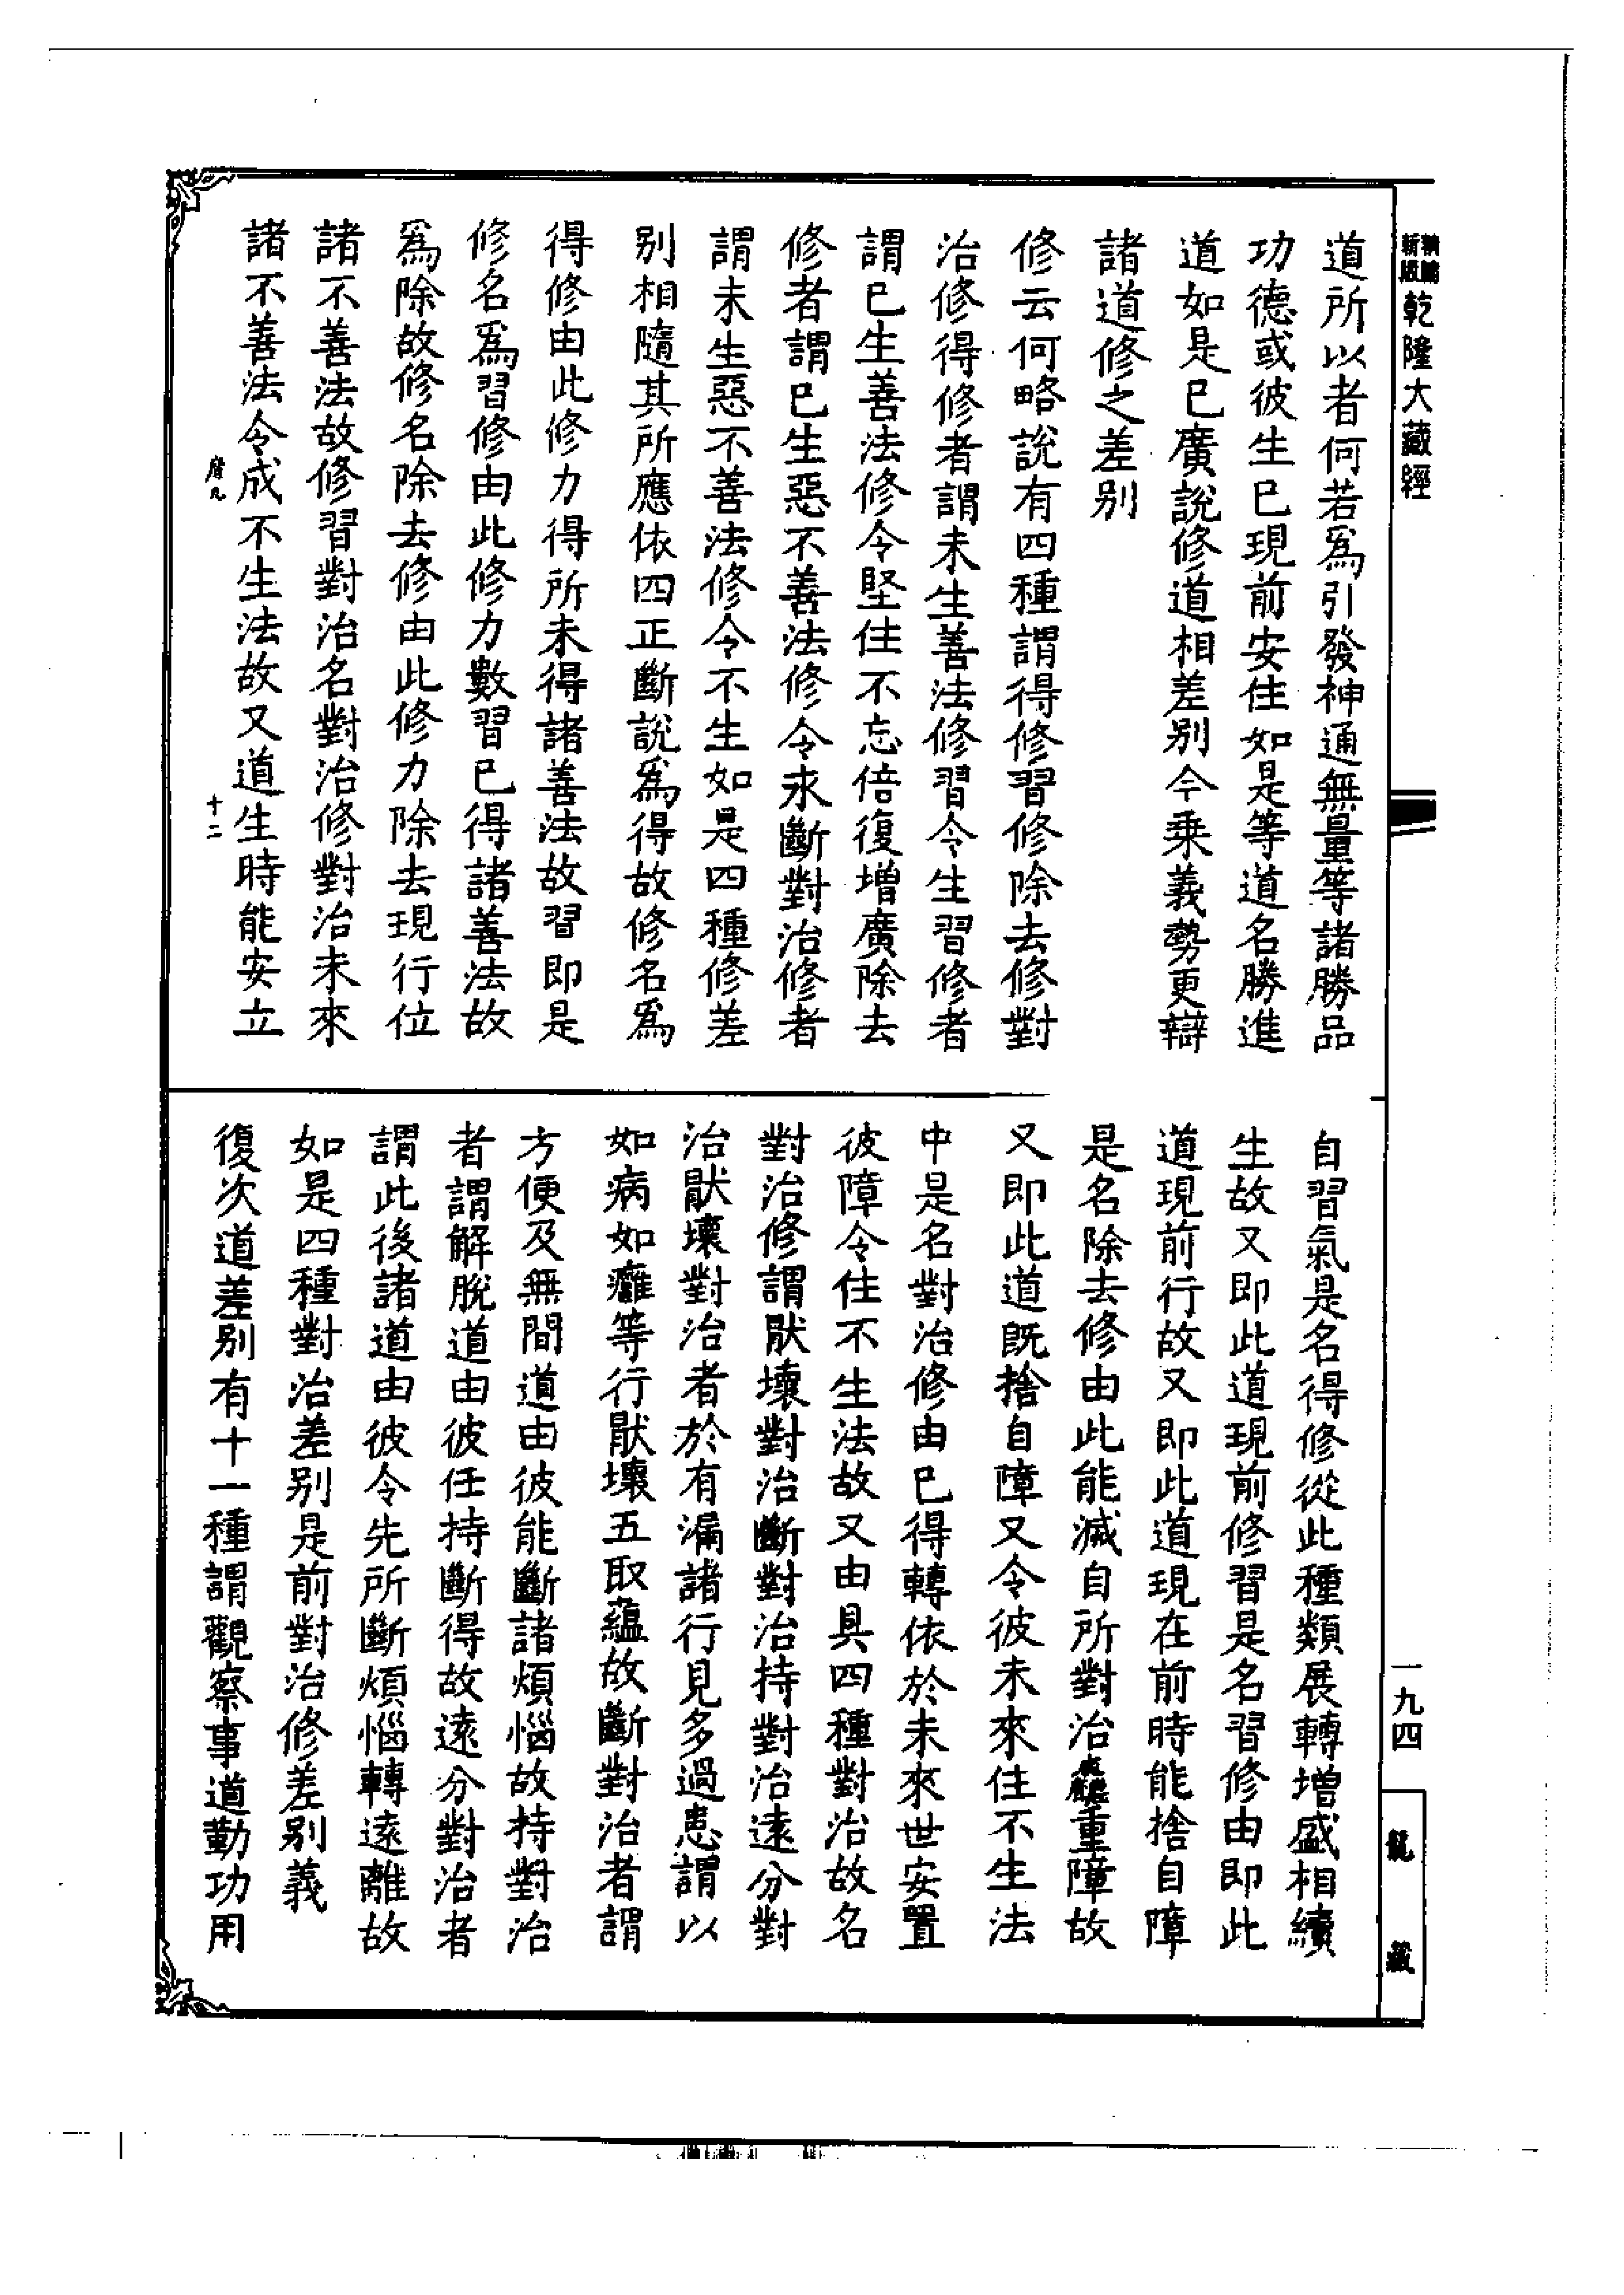 乾隆大藏經
道所以者何若爲引發神通無量等諸勝品
功德或彼生已現前安住如是等道名勝進
道如是已廣說修道相差别今乗義勢更辯
諸道修之差别
修云何略說有四種謂得修習修除去修對
治修得修者謂未生善法修習令生習修者
謂已生善法修令堅住不忘倍復增廣除去
修者謂已生惡不善法修令永斷對治修者
謂未生惡不善法修令不生如是四種修差
别相隨其所應依四正斷說爲得故修名爲
得修由此修力得所未得諸善法故習即是
修名爲習修由此修力數習已得諸善法故
爲除故修名除去修由此修力除去現行位
諸不善法故修習對治名對治修對治未來
諸不善法令成不生法故又道生時能安立
十二
自習氣是名得修從此種類展轉增盛相續
生故又即此道現前修習是名習修由即此
道現前行故又即此道現在前時能捨自障
是名除去修由此能滅自所對治麤重障故
又即此道旣捨自障又令彼未來住不生法
中是名對治修由已得轉依於未來世安置
彼障令住不生法故又由具四種對治故名
對治修謂厭壞對治斷對治持對治遠分對
治厭壞對治者於有漏諸行見多過患謂以
如病如癰等行厭壞五取蘊故斷對治者謂
方便及無間道由彼能斷諸煩惱故持對治
者謂解脫道由彼任持斷得故遠分對治者
謂此後諸道由彼令先所斷煩惱轉遠離故
如是四種對治差别是前對治修差别義
復次道差别有十一種謂觀察事道勤功用
一九四
龍藏